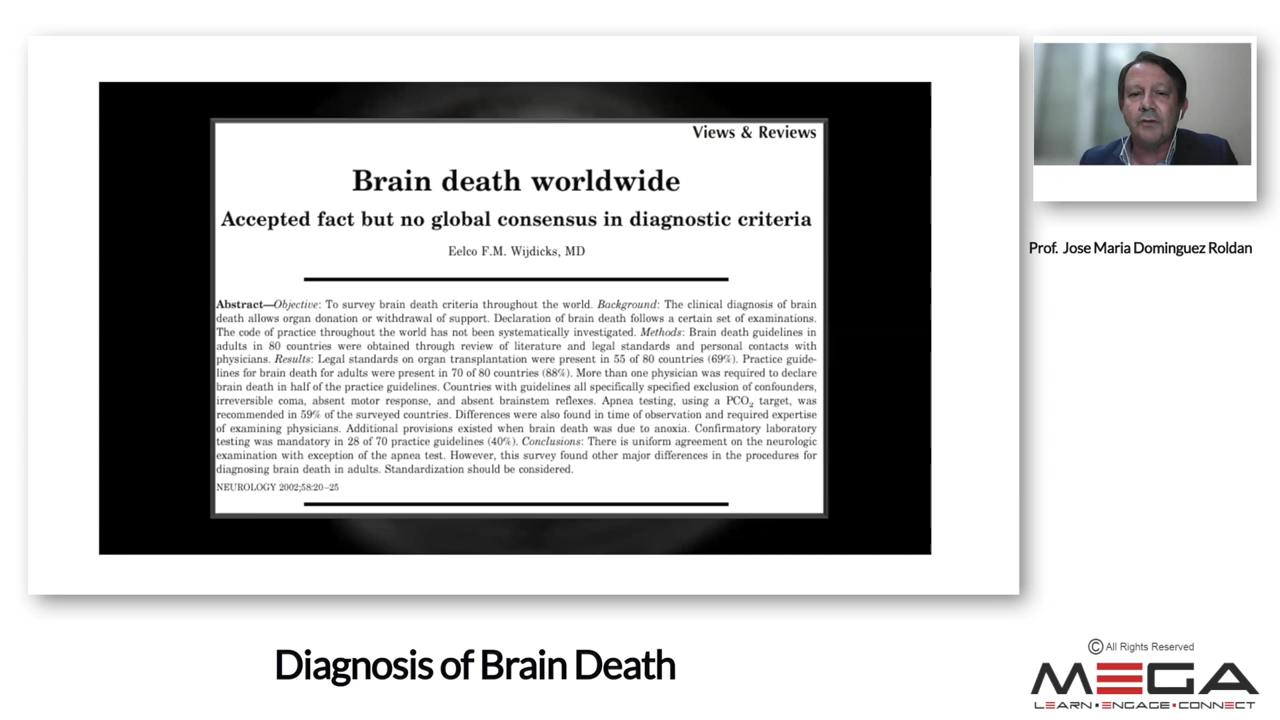 Views & Reviews
Brain death worldwide
Accepted fact but no global consensus in diagnostic criteria
Eelco F.M. Wijdicks, MD
Abstract—Objective: To survey brain death criteria throughout the world. Background: The clinical diagnosis of brain
death allows organ donation or withdrawal of support. Declaration of brain death follows a certain set of examinations.
The code of practice throughout the world has not been systematically investigated. Methods: Brain death guidelines in
adults in 80 countries were obtained through review of literature and legal standards and personal contacts with
physicians. Results: Legal standards on organ transplantation were present in 55 of 80 countries (69%). Practice guide-
lines for brain death for adults were present in 70 of 80 countries (88%). More than one physician was required to declare
brain death in half of the practice guidelines. Countries with guidelines all specifically specified exclusion of confounders,
irreversible coma, absent motor response, and absent brainstem reflexes. Apnea testing, using a PCO₂ target, was
recommended in 59% of the surveyed countries. Differences were also found in time of observation and required expertise
of examining physicians. Additional provisions existed when brain death was due to anoxia. Confirmatory laboratory
testing was mandatory in 28 of 70 practice guidelines (40%). Conclusions: There is uniform agreement on the neurologic
examination with exception of the apnea test. However, this survey found other major differences in the procedures for
diagnosing brain death in adults. Standardization should be considered.
NEUROLOGY 2002;58:20–25
Prof. Jose Maria Dominguez Roldan
Diagnosis of Brain Death
© All Rights Reserved
MEGA
LEARN • ENGAGE • CONNECT